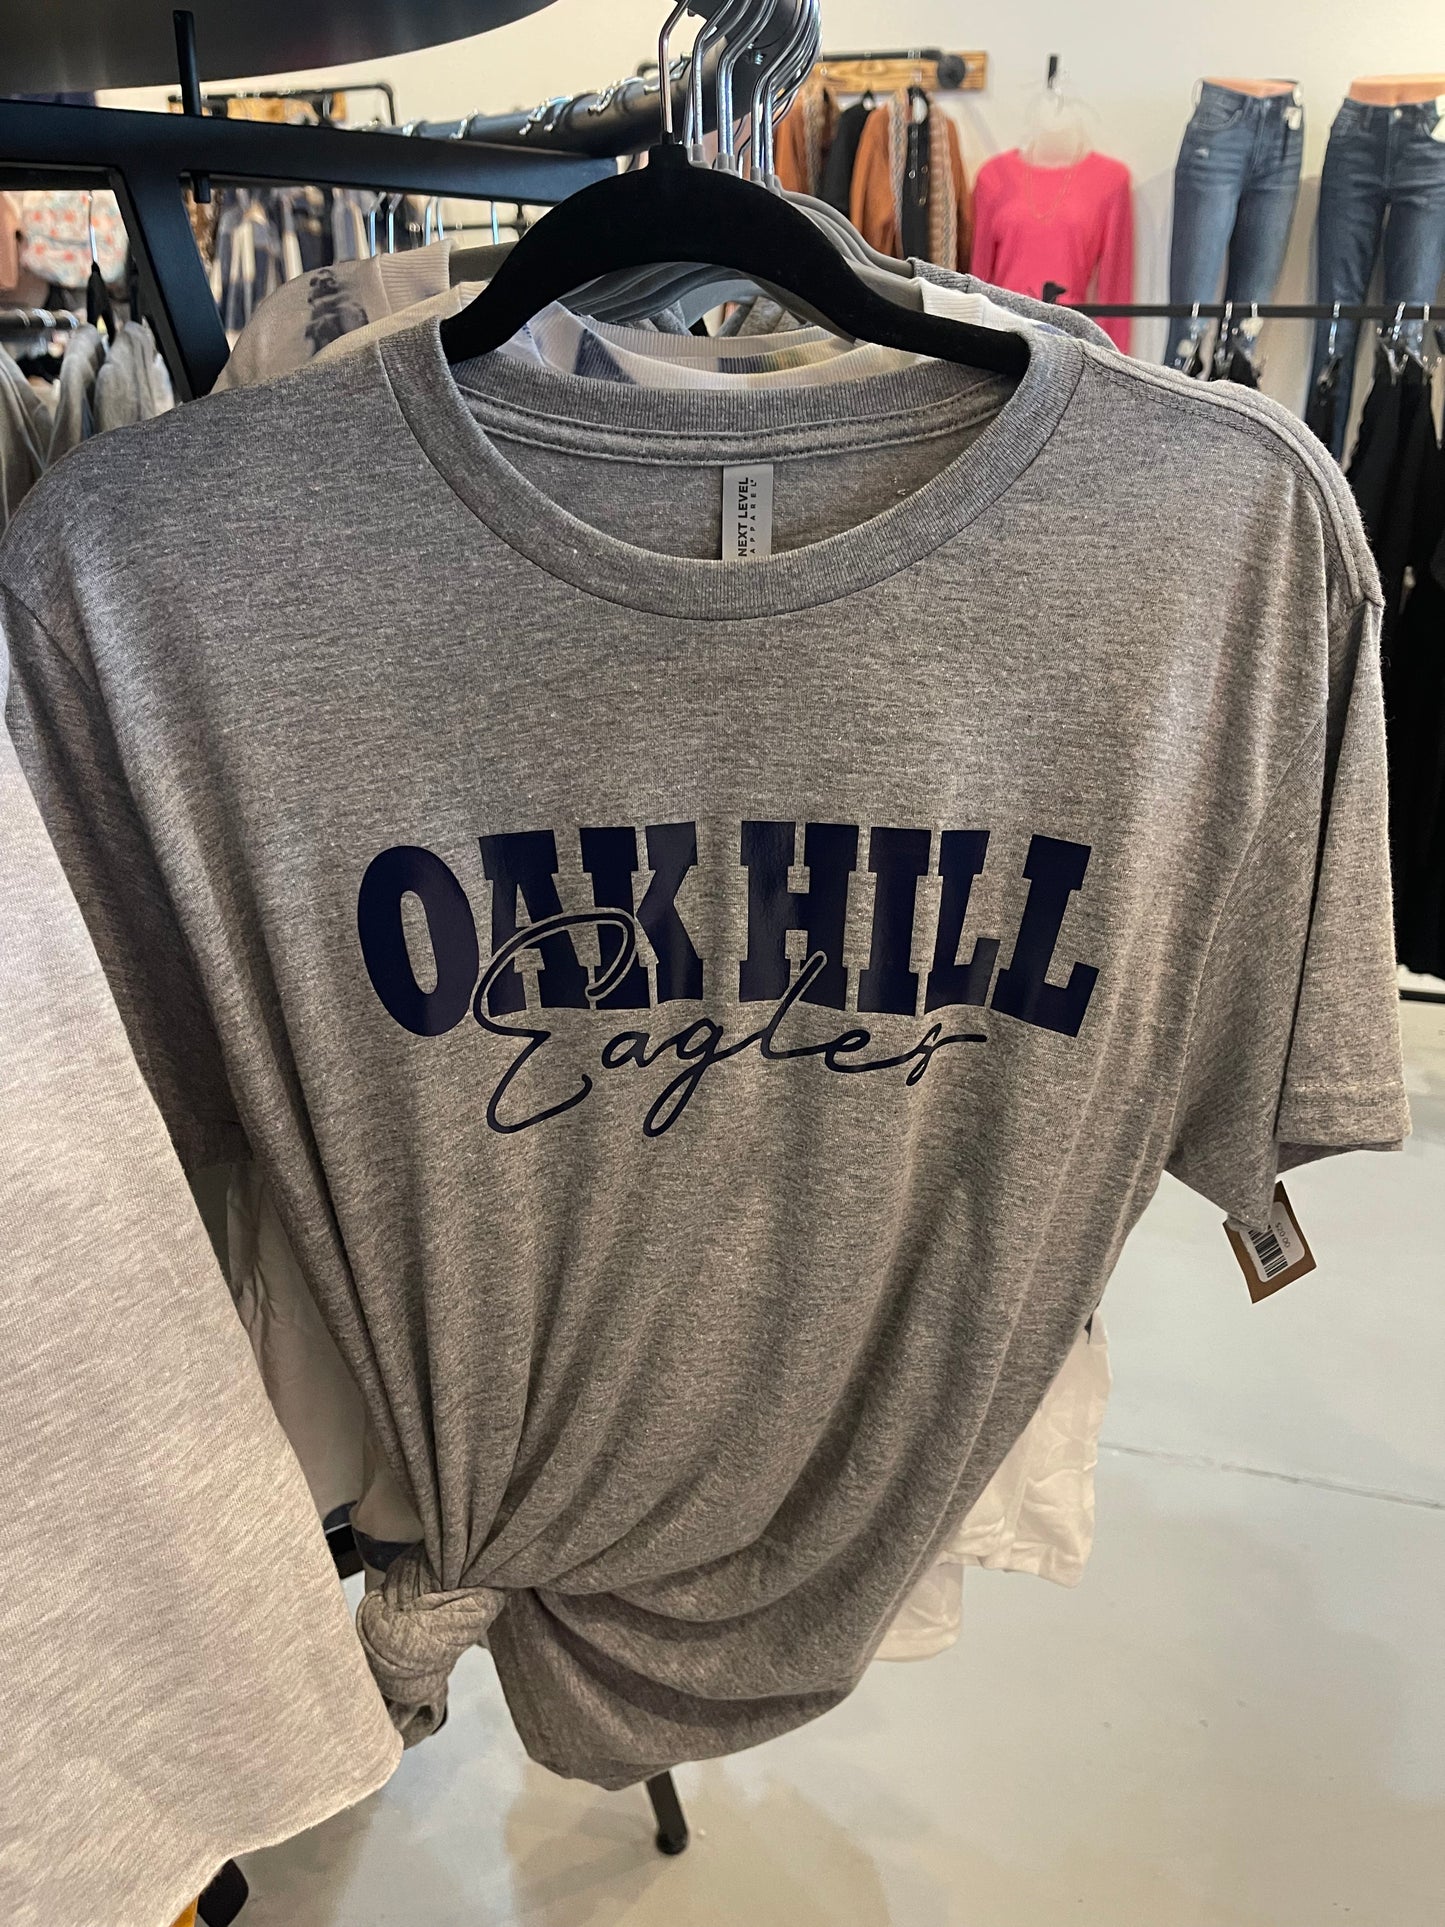 NEXT LEVEL
APPAREL
OAK HILL
Eagles